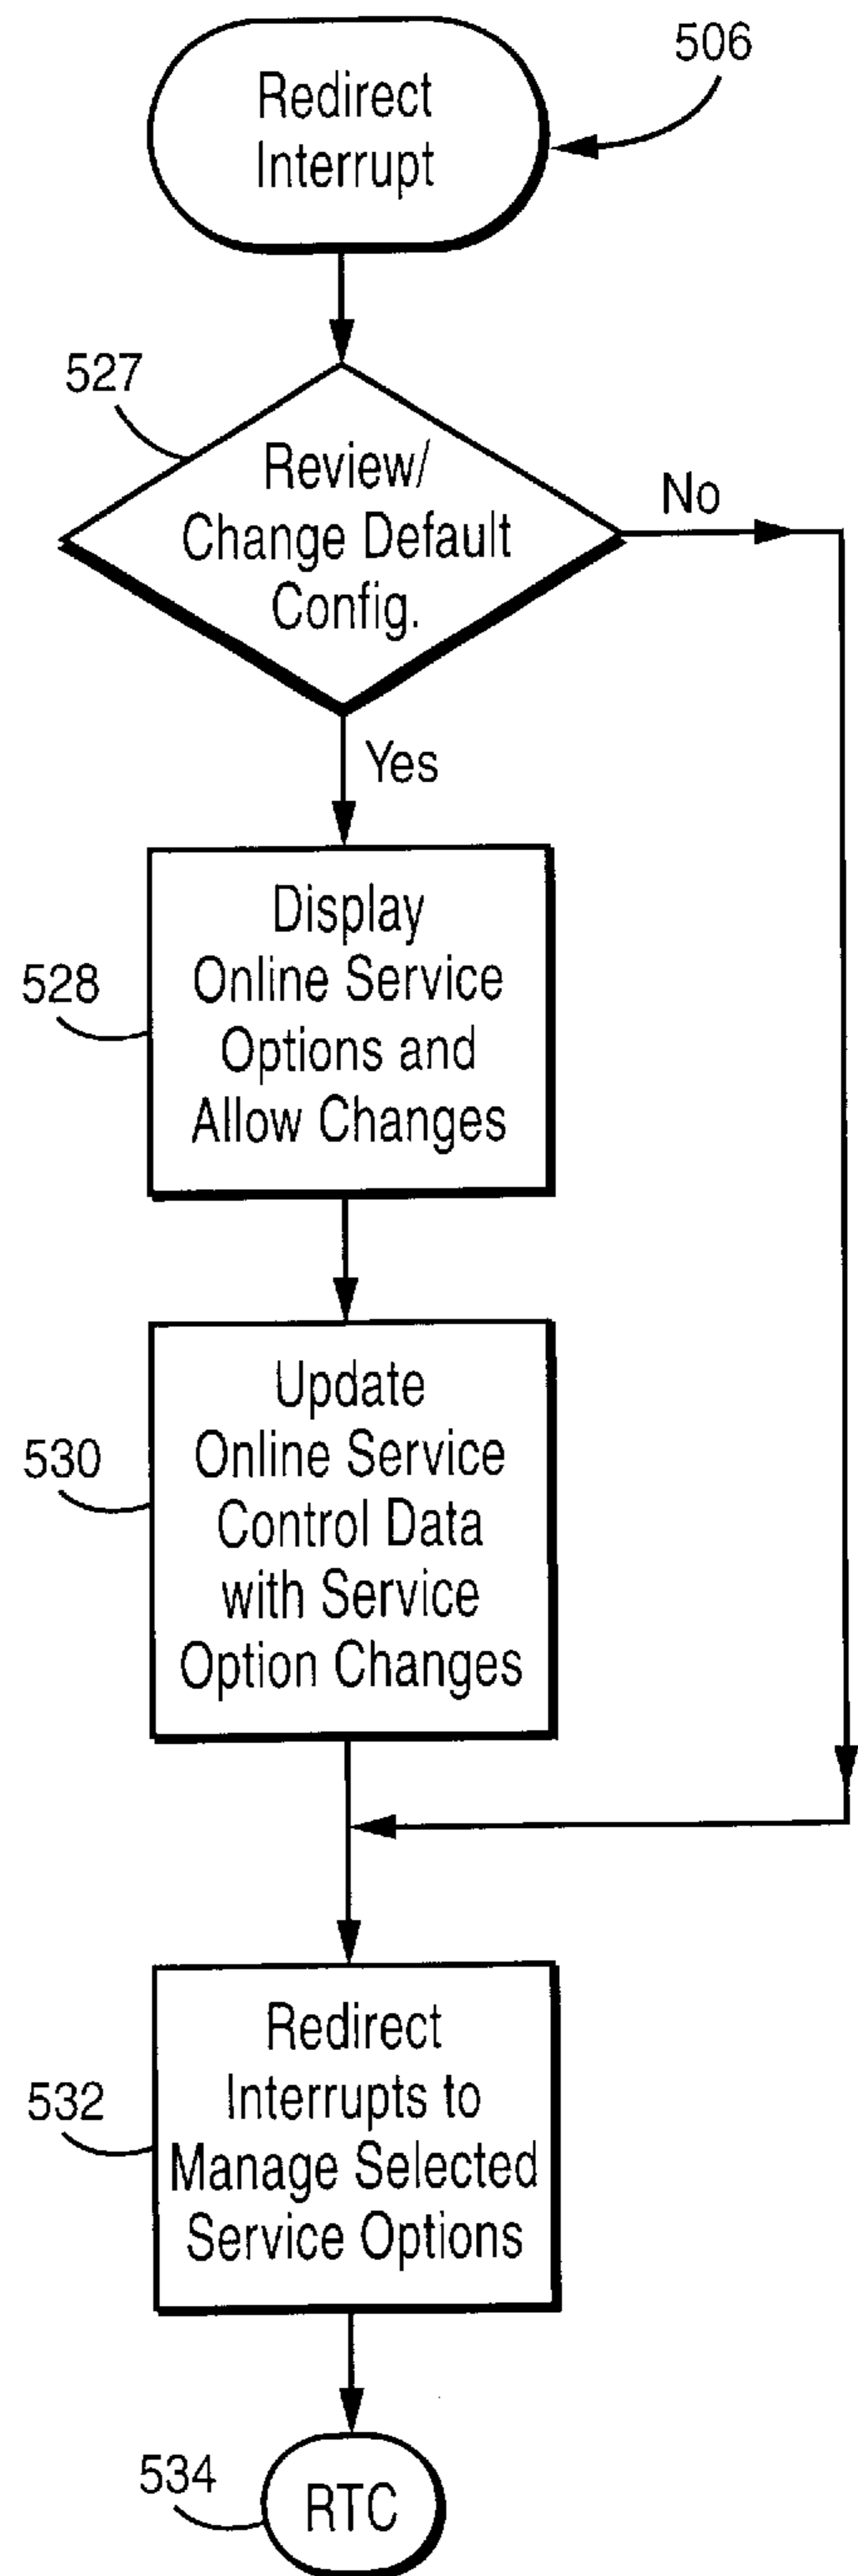 Redirect
Interrupt
506
527
Review/
Change Default
Config.
No
Yes
528
Display
Online Service
Options and
Allow Changes
530
Update
Online Service
Control Data
with Service
Option Changes
532
Redirect
Interrupts to
Manage Selected
Service Options
534
RTC